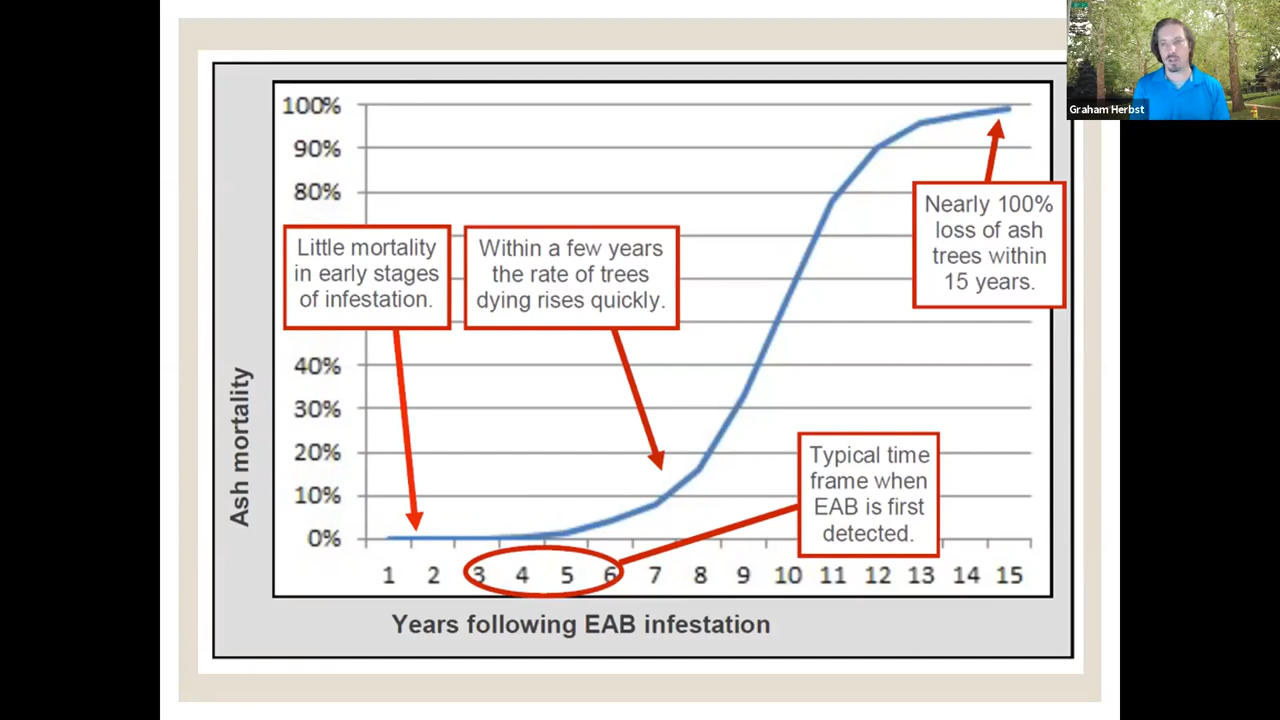 Graham Herbst
100%
90%
80%
40%
30%
20%
10%
0%
Little mortality
in early stages
of infestation.
Within a few years
the rate of trees
dying rises quickly.
Nearly 100%
loss of ash
trees within
15 years.
Typical time
frame when
EAB is first
detected.
Ash mortality
1 2 3 4 5 6 7 8 9 10 11 12 13 14 15
Years following EAB infestation